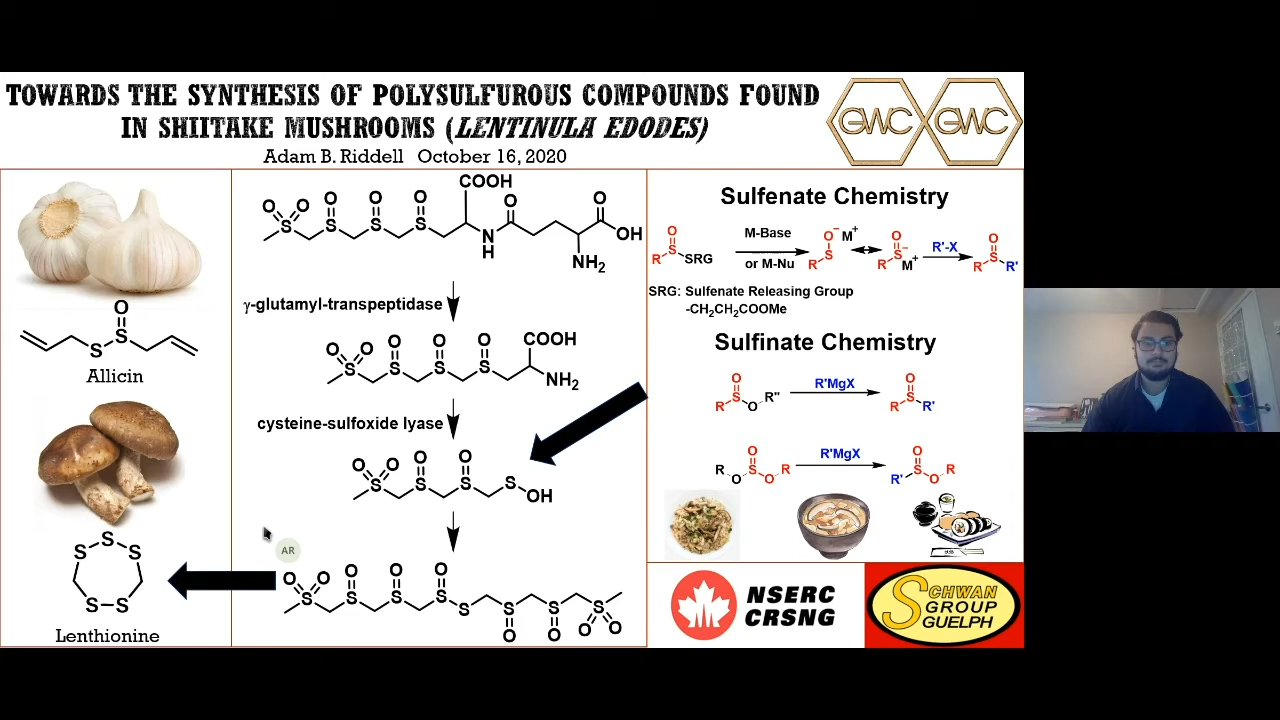 TOWARDS THE SYNTHESIS OF POLYSULFUROUS COMPOUNDS FOUND
IN SHIITAKE MUSHROOMS (LENTINULA EDODES)
Adam B. Riddell October 16, 2020
GWC GWC
O
S
Allicin
S S S
S S
Lenthionine
COOH
O O O O O O O
S S S S N H OH
NH2
γ-glutamyl-transpeptidase
O O O O O COOH
S S S S NH2
cysteine-sulfoxide lyase
O O O O
S S S S OH
AR
O O O O O
S S S S S S S S
O O O O
Sulfenate Chemistry
M-Base
or M-Nu
R S O SRG
R S O− M+
R S O − M+
R'-X
R S O R'
SRG: Sulfenate Releasing Group
-CH2CH2COOMe
Sulfinate Chemistry
R S O O R"
R'MgX
R S O R'
R O S O O R
R'MgX
R' S O O R
NSERC
CRSNG
SCHWAN
GROUP
GUELPH